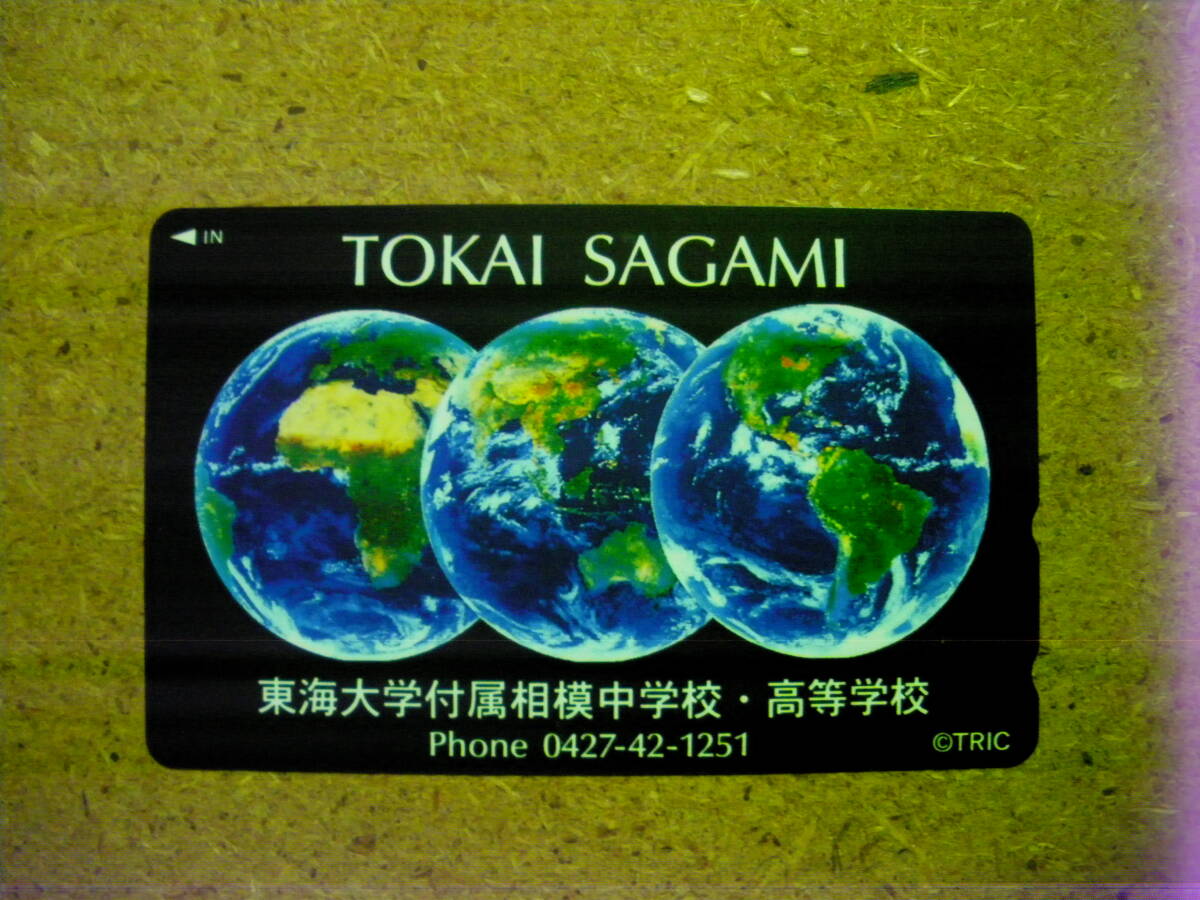 ◀ IN
TOKAI SAGAMI
東海大学付属相模中学校・高等学校
Phone 0427-42-1251
©TRIC